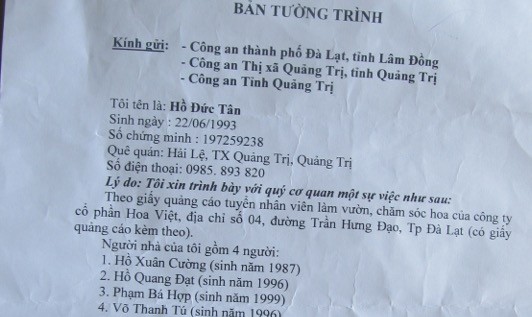 BẢN TƯỜNG TRÌNH
Kính gửi: - Công an thành phố Đà Lạt, tỉnh Lâm Đồng
- Công an Thị xã Quảng Trị, tỉnh Quảng Trị
- Công an Tỉnh Quảng Trị
Tôi tên là: Hồ Đức Tân
Sinh ngày : 22/06/1993
Số chứng minh : 197259238
Quê quán: Hải Lệ, TX Quảng Trị, Quảng Trị
Số điện thoại: 0985. 893 820
Lý do: Tôi xin trình bày với quý cơ quan một sự việc như sau:
Theo giấy quảng cáo tuyển nhân viên làm vườn, chăm sóc hoa của công ty
cổ phần Hoa Việt, địa chỉ số 04, đường Trần Hưng Đạo, Tp Đà Lạt (có giấy
quảng cáo kèm theo).
Người nhà của tôi gồm 4 người:
1. Hồ Xuân Cường (sinh năm 1987)
2. Hồ Quang Đạt (sinh năm 1996)
3. Phạm Bá Hợp (sinh năm 1999)
4. Võ Thanh Tú (sinh năm 1996)